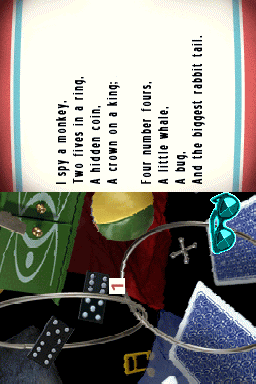 I spy a monkey,
Two fives in a ring,
A hidden coin,
A crown on a king;
Four number fours,
A little whale,
A bug,
And the biggest rabbit tail.
1